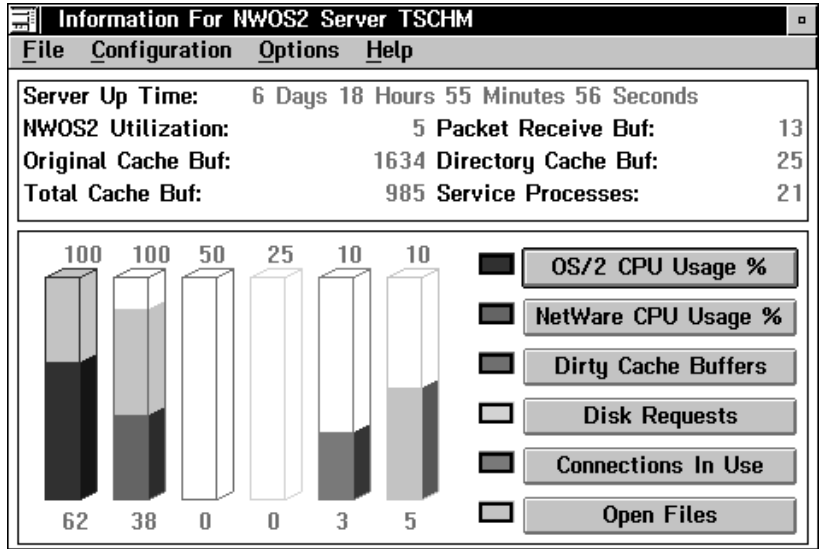 Information For NWOS2 Server TSCHM
File Configuration Options Help
Server Up Time: 6 Days 18 Hours 55 Minutes 56 Seconds
NWOS2 Utilization: 5 Packet Receive Buf: 13
Original Cache Buf: 1634 Directory Cache Buf: 25
Total Cache Buf: 985 Service Processes: 21
100 100 50 25 10 10
OS/2 CPU Usage %
NetWare CPU Usage %
Dirty Cache Buffers
Disk Requests
Connections In Use
Open Files
62 38 0 0 3 5